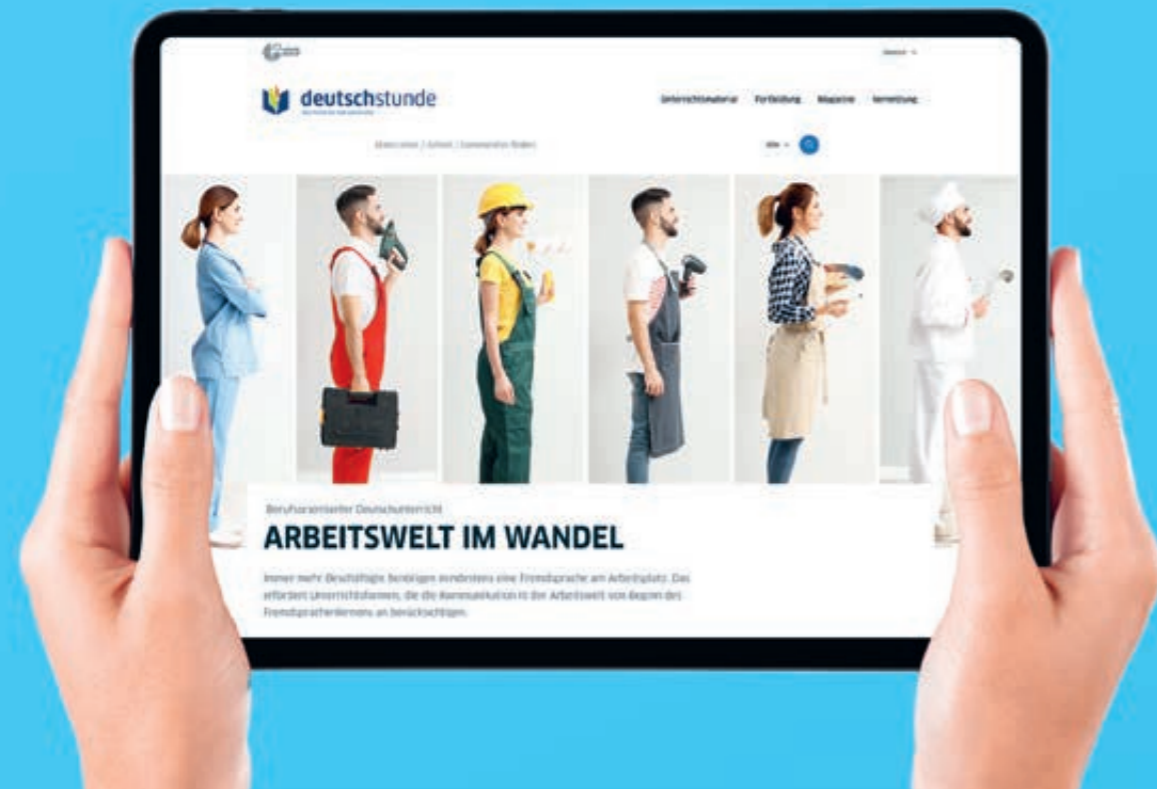 deutschstunde
Unterrichtsmaterial Fortbildung Magazine Vernetzung
Berufsorientierter Deutschunterricht
ARBEITSWELT IM WANDEL
Immer mehr Beschäftigte benötigen mindestens eine Fremdsprache am Arbeitsplatz. Das
erfordert Unterrichtsformen, die die Kommunikation in der Arbeitswelt von Beginn des
Fremdsprachenlernens an berücksichtigen.